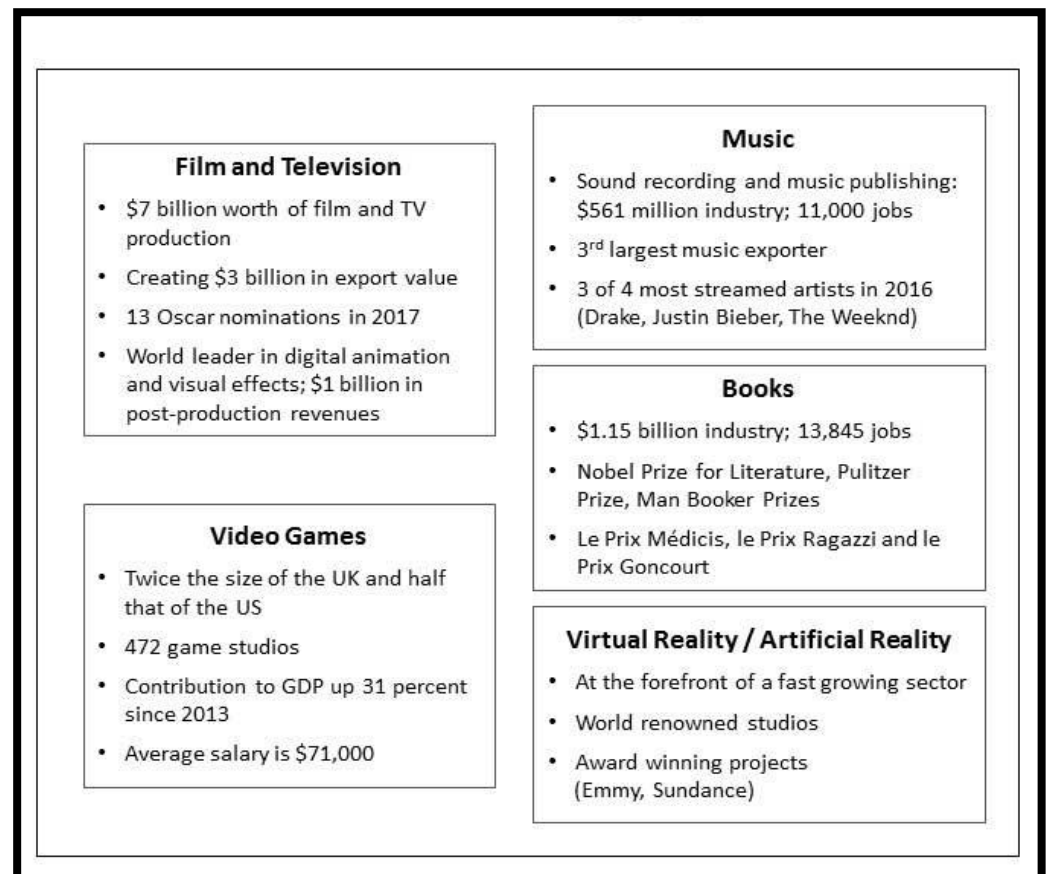 Film and Television
• $7 billion worth of film and TV
production
• Creating $3 billion in export value
• 13 Oscar nominations in 2017
• World leader in digital animation
and visual effects; $1 billion in
post-production revenues
Video Games
• Twice the size of the UK and half
that of the US
• 472 game studios
• Contribution to GDP up 31 percent
since 2013
• Average salary is $71,000
Music
• Sound recording and music publishing:
$561 million industry; 11,000 jobs
• 3rd largest music exporter
• 3 of 4 most streamed artists in 2016
(Drake, Justin Bieber, The Weeknd)
Books
• $1.15 billion industry; 13,845 jobs
• Nobel Prize for Literature, Pulitzer
Prize, Man Booker Prizes
• Le Prix Médicis, le Prix Ragazzi and le
Prix Goncourt
Virtual Reality / Artificial Reality
• At the forefront of a fast growing sector
• World renowned studios
• Award winning projects
(Emmy, Sundance)